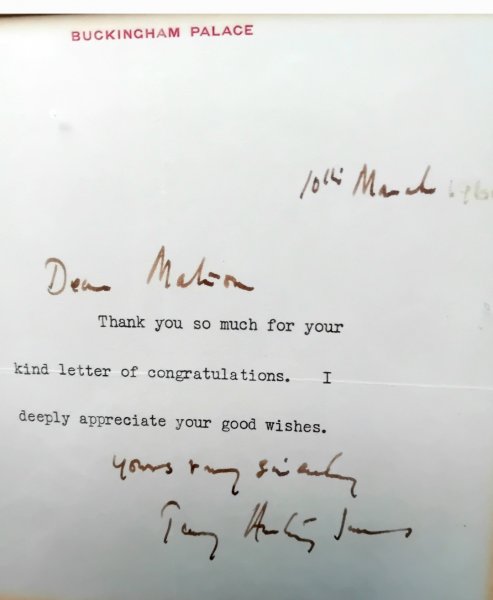 BUCKINGHAM PALACE
10th March 1960
Dear Matron
Thank you so much for your
kind letter of congratulations. I
deeply appreciate your good wishes.
Yours very sincerely
Tony Armstrong Jones